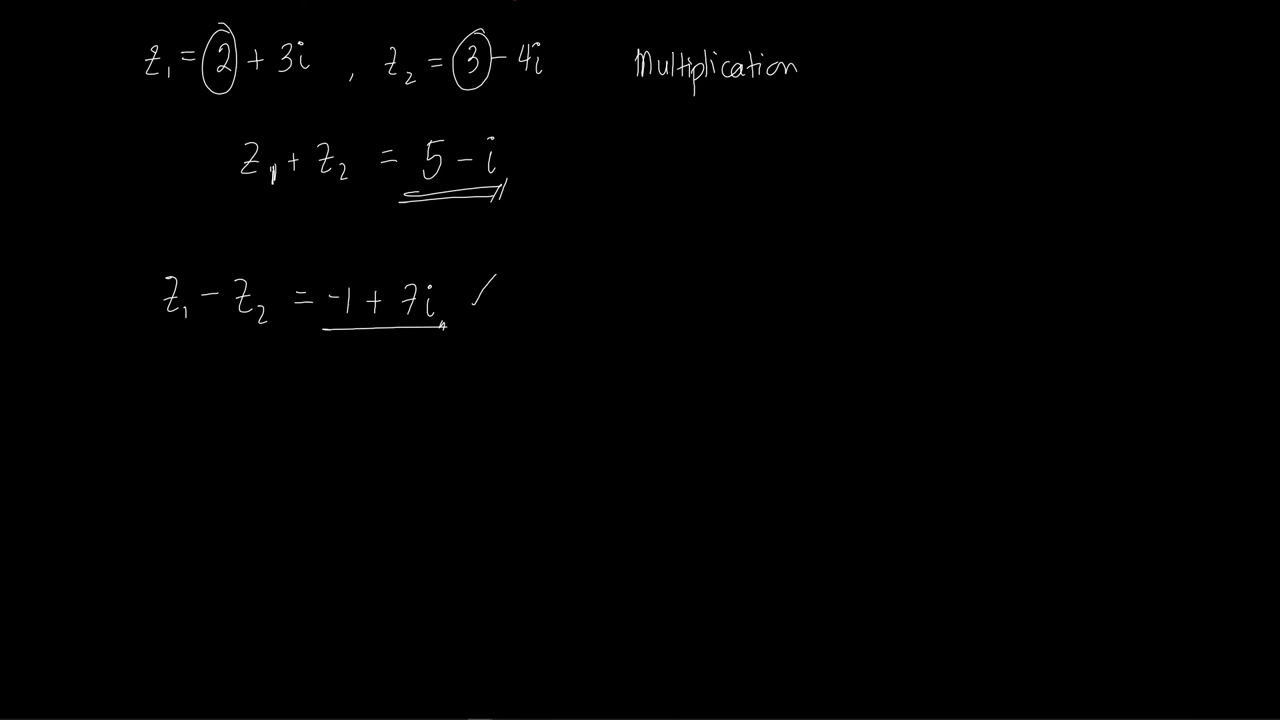 z₁ = 2 + 3i , z₂ = 3 - 4i Multiplication
z₁ + z₂ = 5 - i
z₁ - z₂ = -1 + 7i ✓